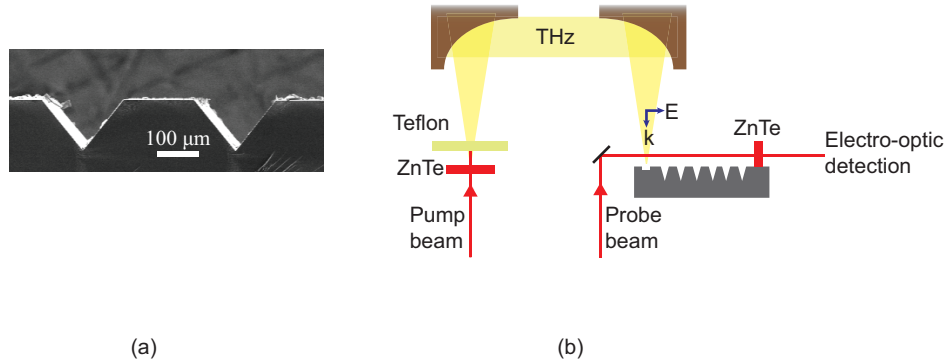 100 μm
THz
Teflon
ZnTe
Pump
beam
E
k
Probe
beam
ZnTe
Electro-optic
detection
(a)
(b)